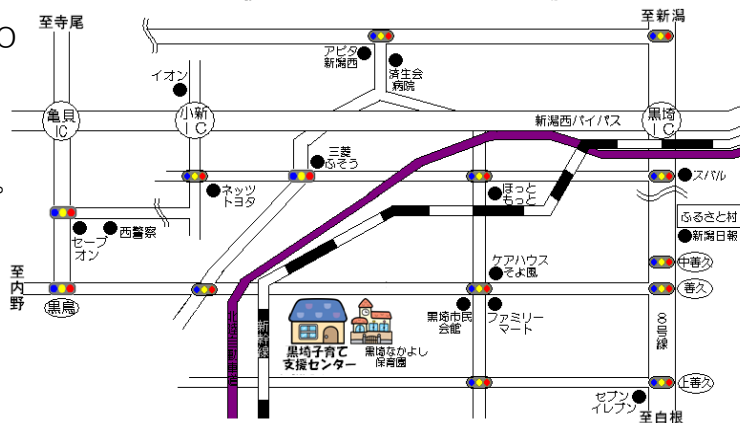 至寺尾
至新潟
アピタ
新潟西
済生会
病院
イオン
亀貝
IC
小新
IC
新潟西バイパス
黒埼
IC
三菱
ふそう
ネッツ
トヨタ
ほっと
もっと
スバル
セーブ
オン
西警察
ふるさと村
新潟日報
中善久
ケアハウス
そよ風
至内野
黒鳥
善久
北陸自動車道
新幹線
黒埼市民
会館
ファミリー
マート
8号線
黒埼子育て
支援センター
黒埼なかよし
保育園
上善久
セブン
イレブン
至白根